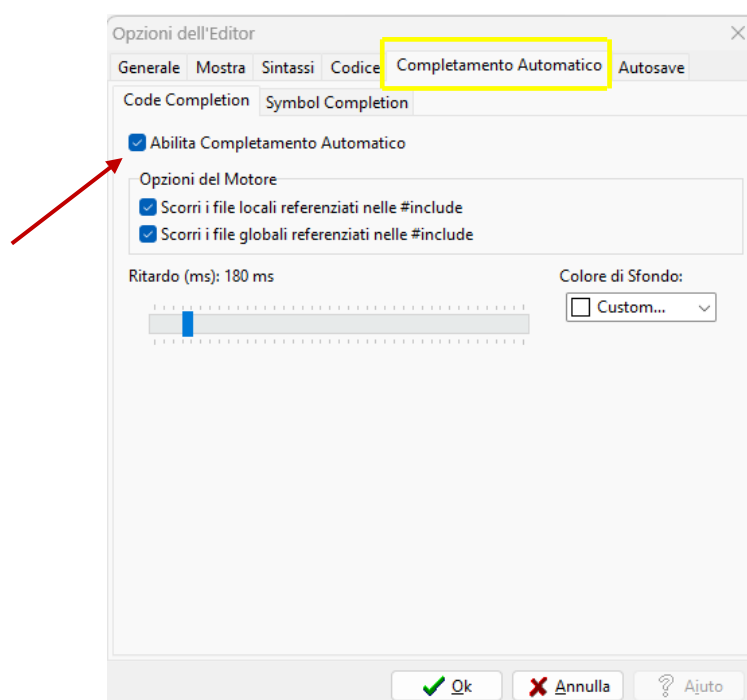 Opzioni dell'Editor
Generale Mostra Sintassi Codice Completamento Automatico Autosave
Code Completion Symbol Completion
Abilita Completamento Automatico
Opzioni del Motore
Scorri i file locali referenziati nelle #include
Scorri i file globali referenziati nelle #include
Ritardo (ms): 180 ms Colore di Sfondo:
Custom...
Ok Annulla Aiuto